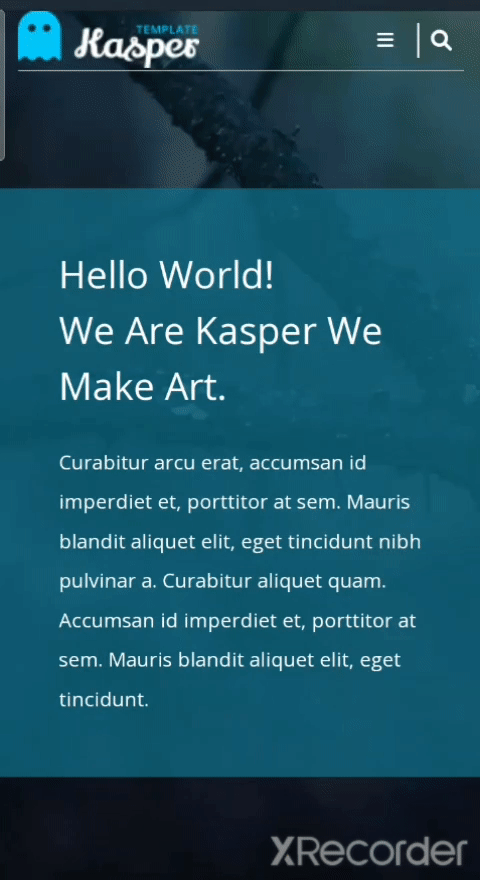 TEMPLATE
Kasper
Hello World!
We Are Kasper We
Make Art.
Curabitur arcu erat, accumsan id
imperdiet et, porttitor at sem. Mauris
blandit aliquet elit, eget tincidunt nibh
pulvinar a. Curabitur aliquet quam.
Accumsan id imperdiet et, porttitor at
sem. Mauris blandit aliquet elit, eget
tincidunt.
XRecorder